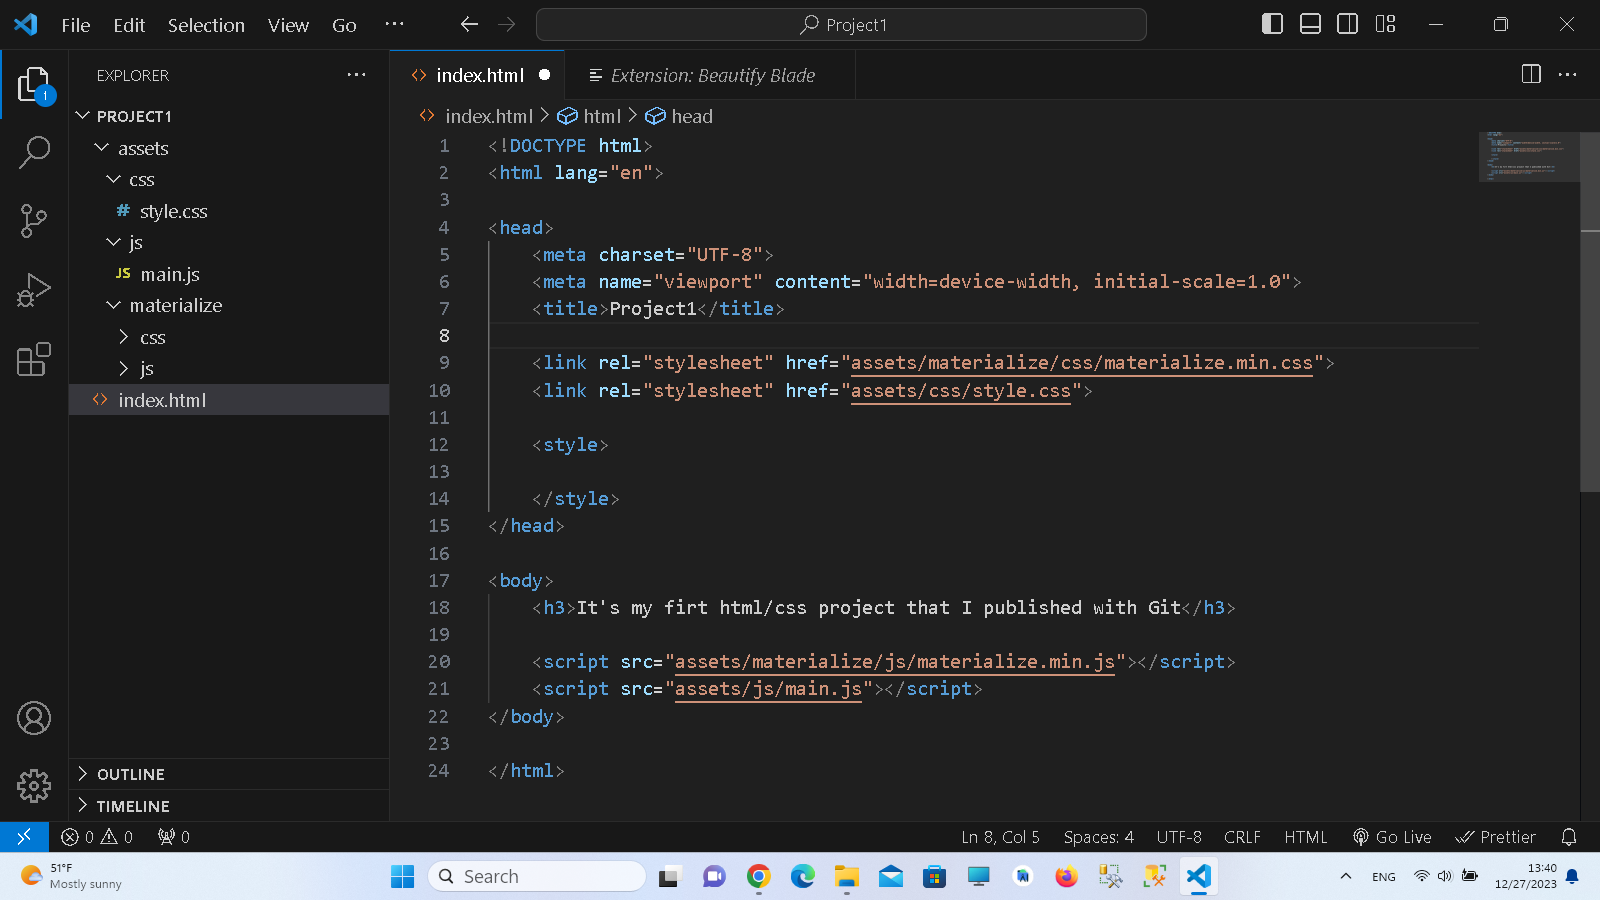 File Edit Selection View Go ··· Project1
EXPLORER ···
PROJECT1
assets
css
# style.css
js
JS main.js
materialize
css
js
index.html
OUTLINE
TIMELINE
1
index.html Extension: Beautify Blade
index.html > html > head
1 <!DOCTYPE html>
2 <html lang="en">
3
4 <head>
5 <meta charset="UTF-8">
6 <meta name="viewport" content="width=device-width, initial-scale=1.0">
7 <title>Project1</title>
8
9 <link rel="stylesheet" href="assets/materialize/css/materialize.min.css">
10 <link rel="stylesheet" href="assets/css/style.css">
11
12 <style>
13
14 </style>
15 </head>
16
17 <body>
18 <h3>It's my firt html/css project that I published with Git</h3>
19
20 <script src="assets/materialize/js/materialize.min.js"></script>
21 <script src="assets/js/main.js"></script>
22 </body>
23
24 </html>
0 0 0 Ln 8, Col 5 Spaces: 4 UTF-8 CRLF HTML Go Live Prettier
51°F
Mostly sunny
Search
ENG
13:40
12/27/2023